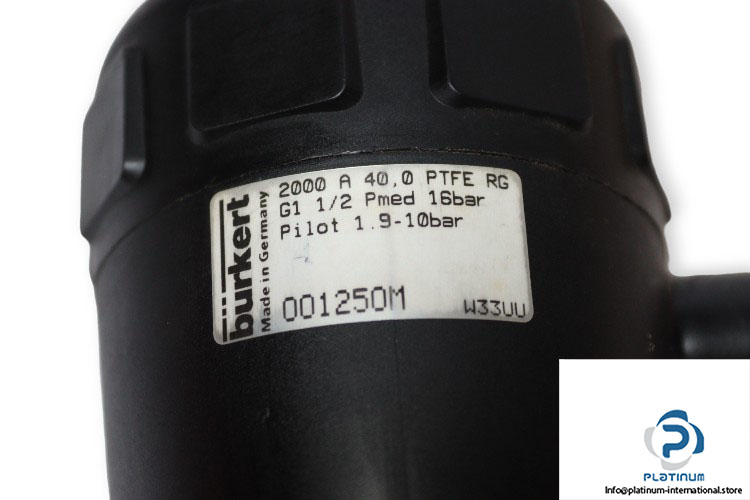 bürkert
Made in Germany
2000 A 40,0 PTFE RG
G1 1/2 Pmed 16bar
Pilot 1.9-10bar
001250M
W33UU
PLATINUM
Info@platinum-international.store